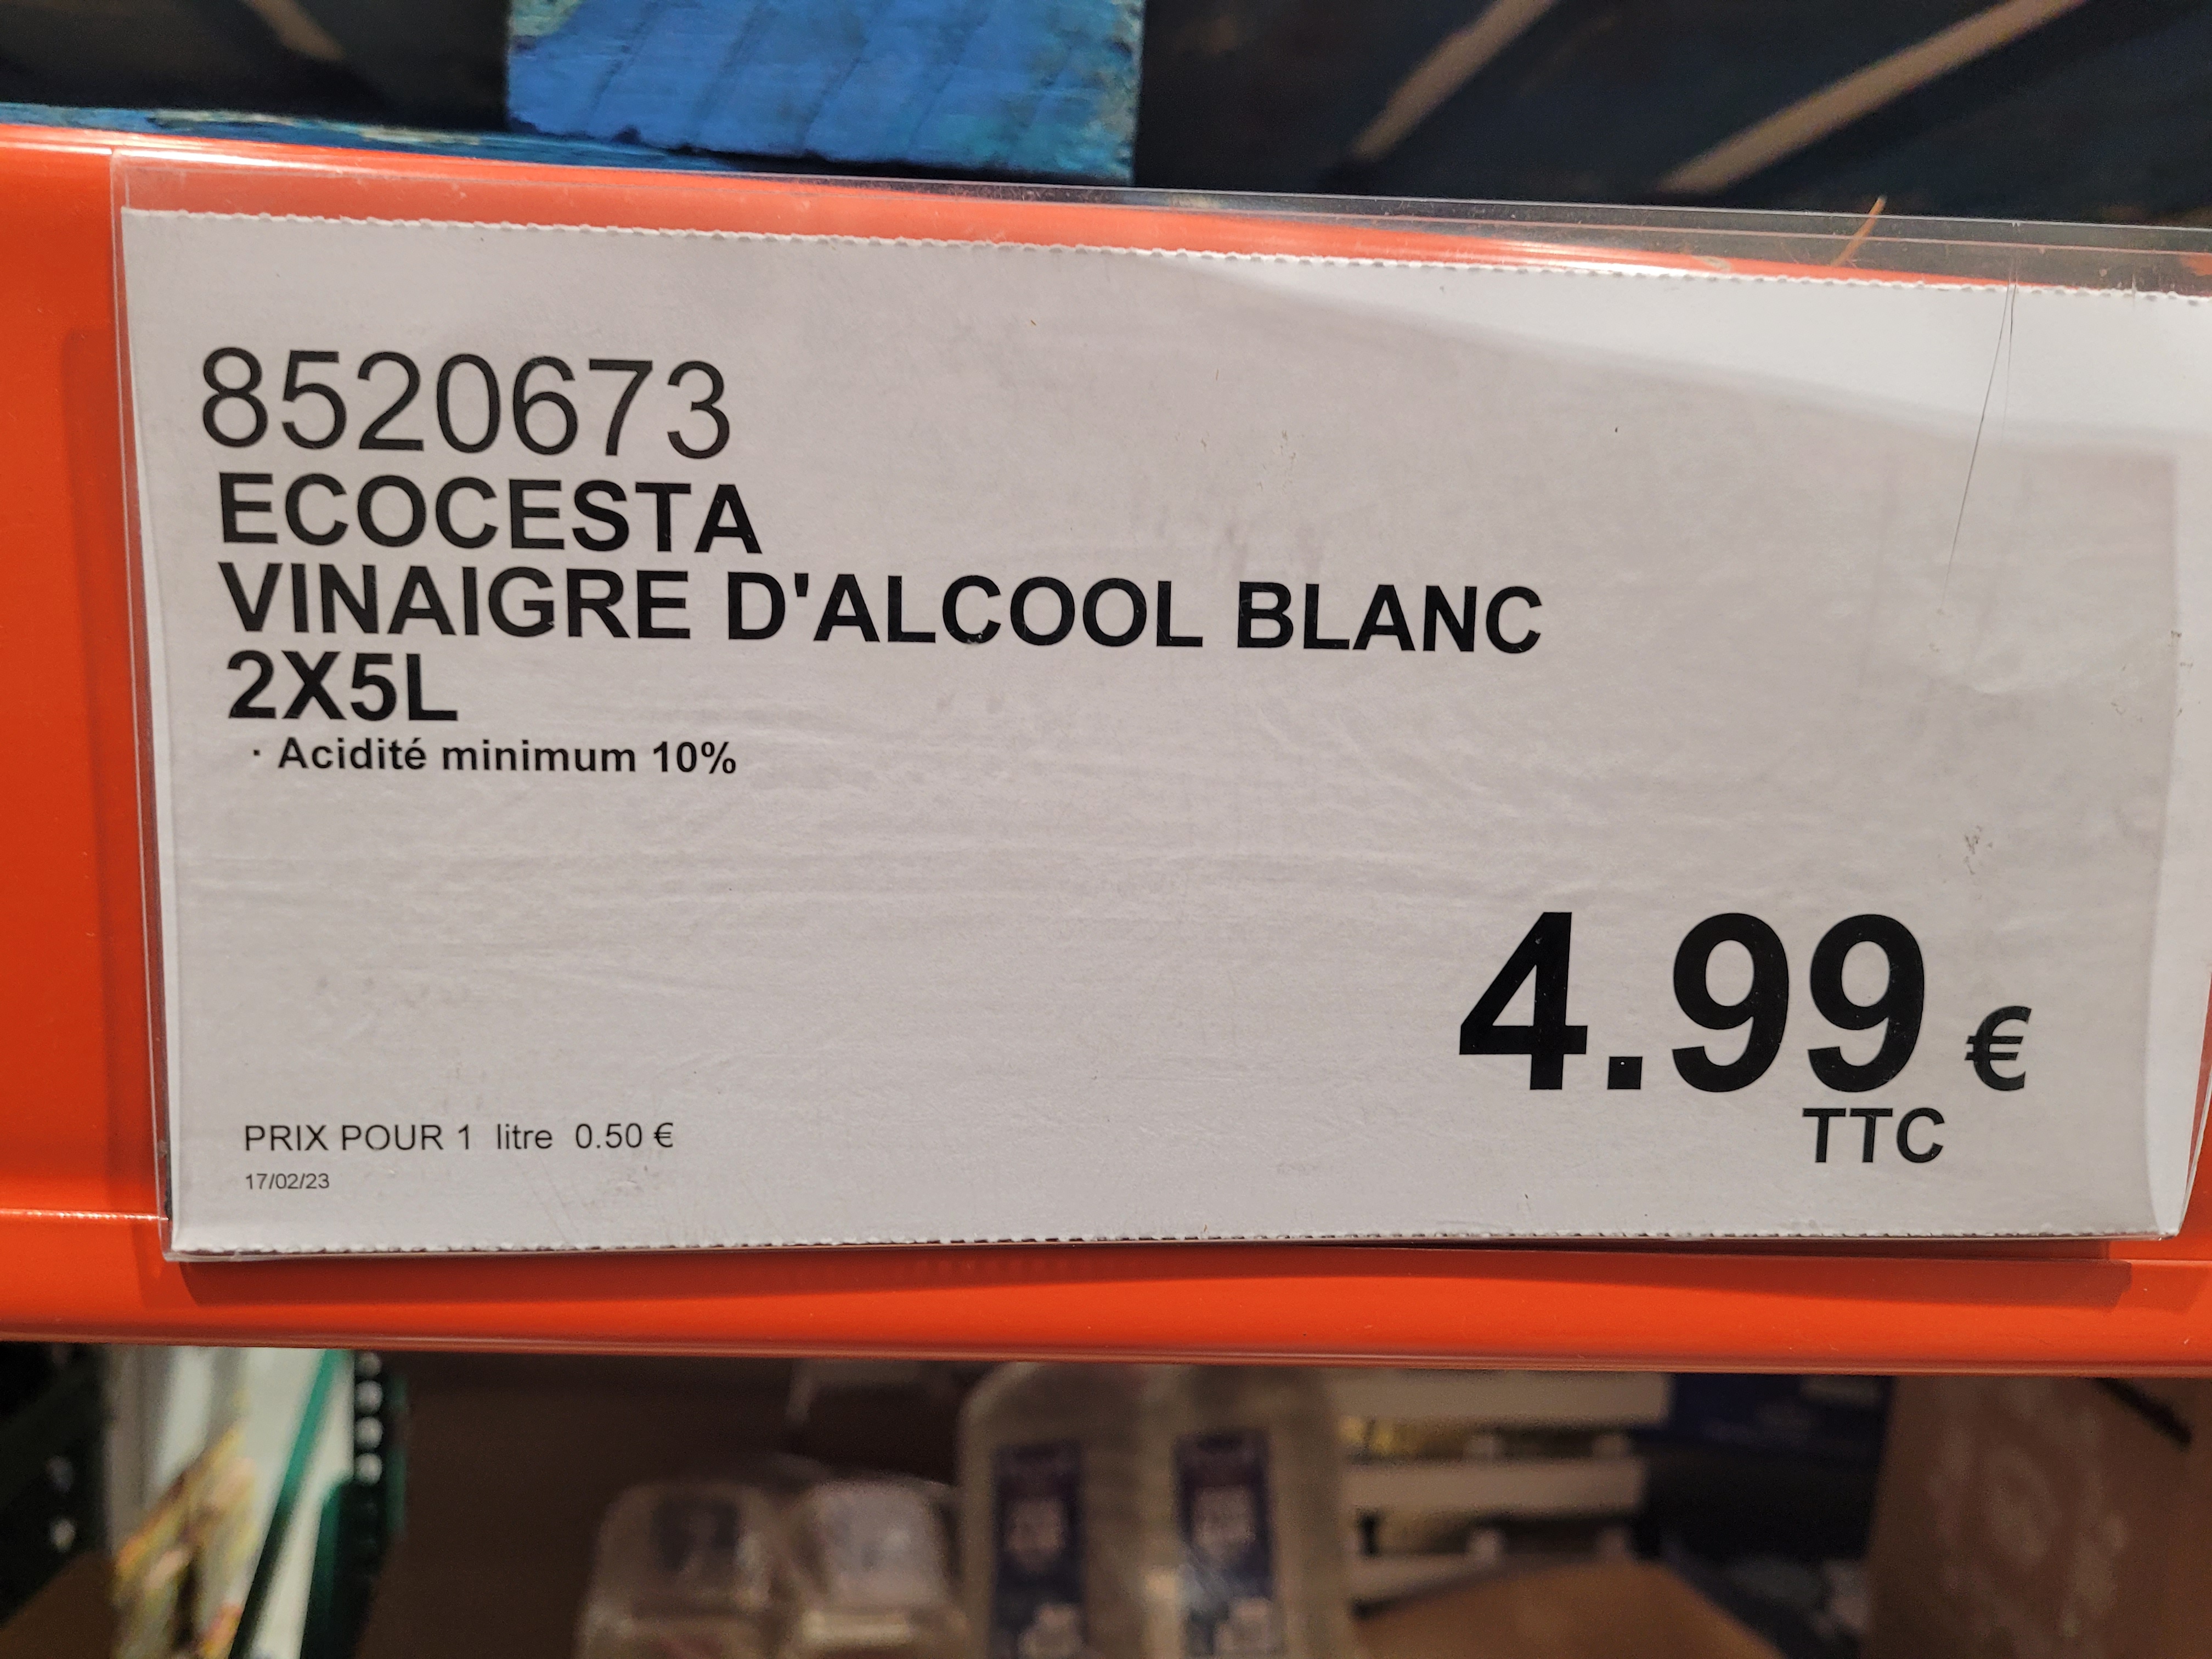 8520673
ECOCESTA
VINAIGRE D'ALCOOL BLANC
2X5L
· Acidité minimum 10%
4.99 €
TTC
PRIX POUR 1 litre 0.50 €
17/02/23